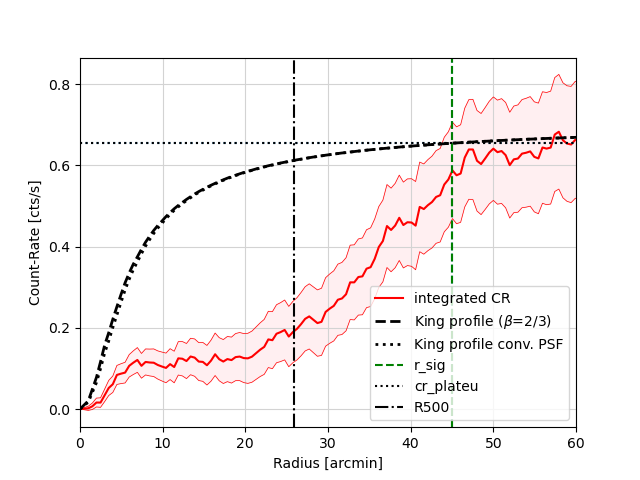 0.8
0.6
0.4
0.2
0.0
Count-Rate [cts/s]
integrated CR
King profile (β=2/3)
King profile conv. PSF
r_sig
cr_plateu
R500
0 10 20 30 40 50 60
Radius [arcmin]